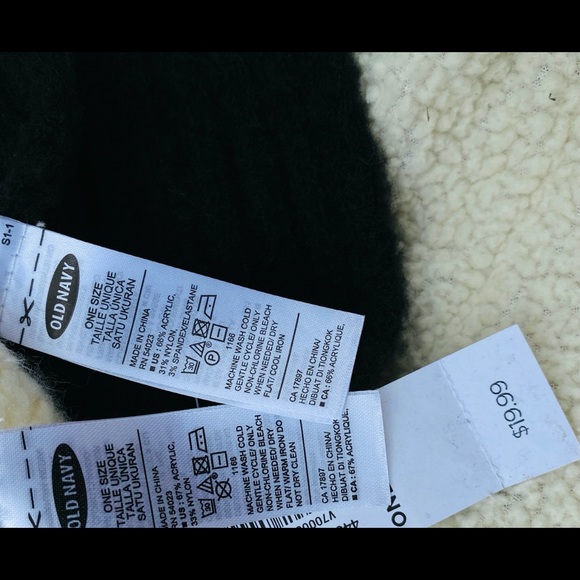 S1-1
OLD NAVY
ONE SIZE
TAILLE UNIQUE
TALLA ÚNICA
SATU UKURAN
MADE IN CHINA
RN 54023
■ US : 66% ACRYLIC,
31% NYLON,
3% SPANDEX/ELASTANE
30
P
1166
MACHINE WASH COLD
GENTLE CYCLE/ ONLY
NON-CHLORINE BLEACH
WHEN NEEDED/ DRY
FLAT/ COOL IRON
CA 17897
HECHO EN CHINA/
DIBUAT DI TIONGKOK
■ CA : 66% ACRYLIQUE,
OLD NAVY
ONE SIZE
TAILLE UNIQUE
TALLA ÚNICA
SATU UKURAN
MADE IN CHINA
RN 54023
■ US : 67% ACRYLIC,
33% NYLON
30
1166
MACHINE WASH COLD
GENTLE CYCLE/ ONLY
NON-CHLORINE BLEACH
WHEN NEEDED/ DRY
FLAT/ WARM IRON/ DO
NOT DRY CLEAN
CA 17897
HECHO EN CHINA/
DIBUAT DI TIONGKOK
■ CA : 67% ACRYLIQUE,
$19.99